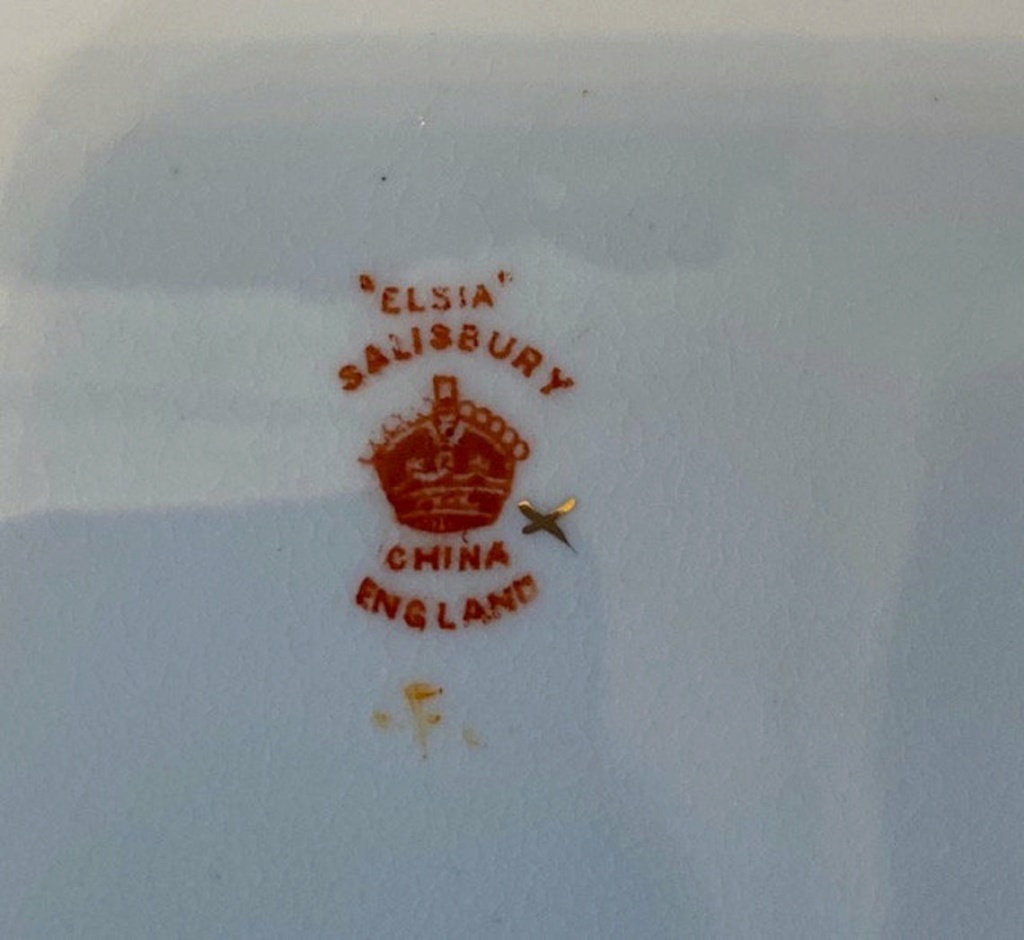 "ELSIA"
SALISBURY
CHINA
ENGLAND
.F.